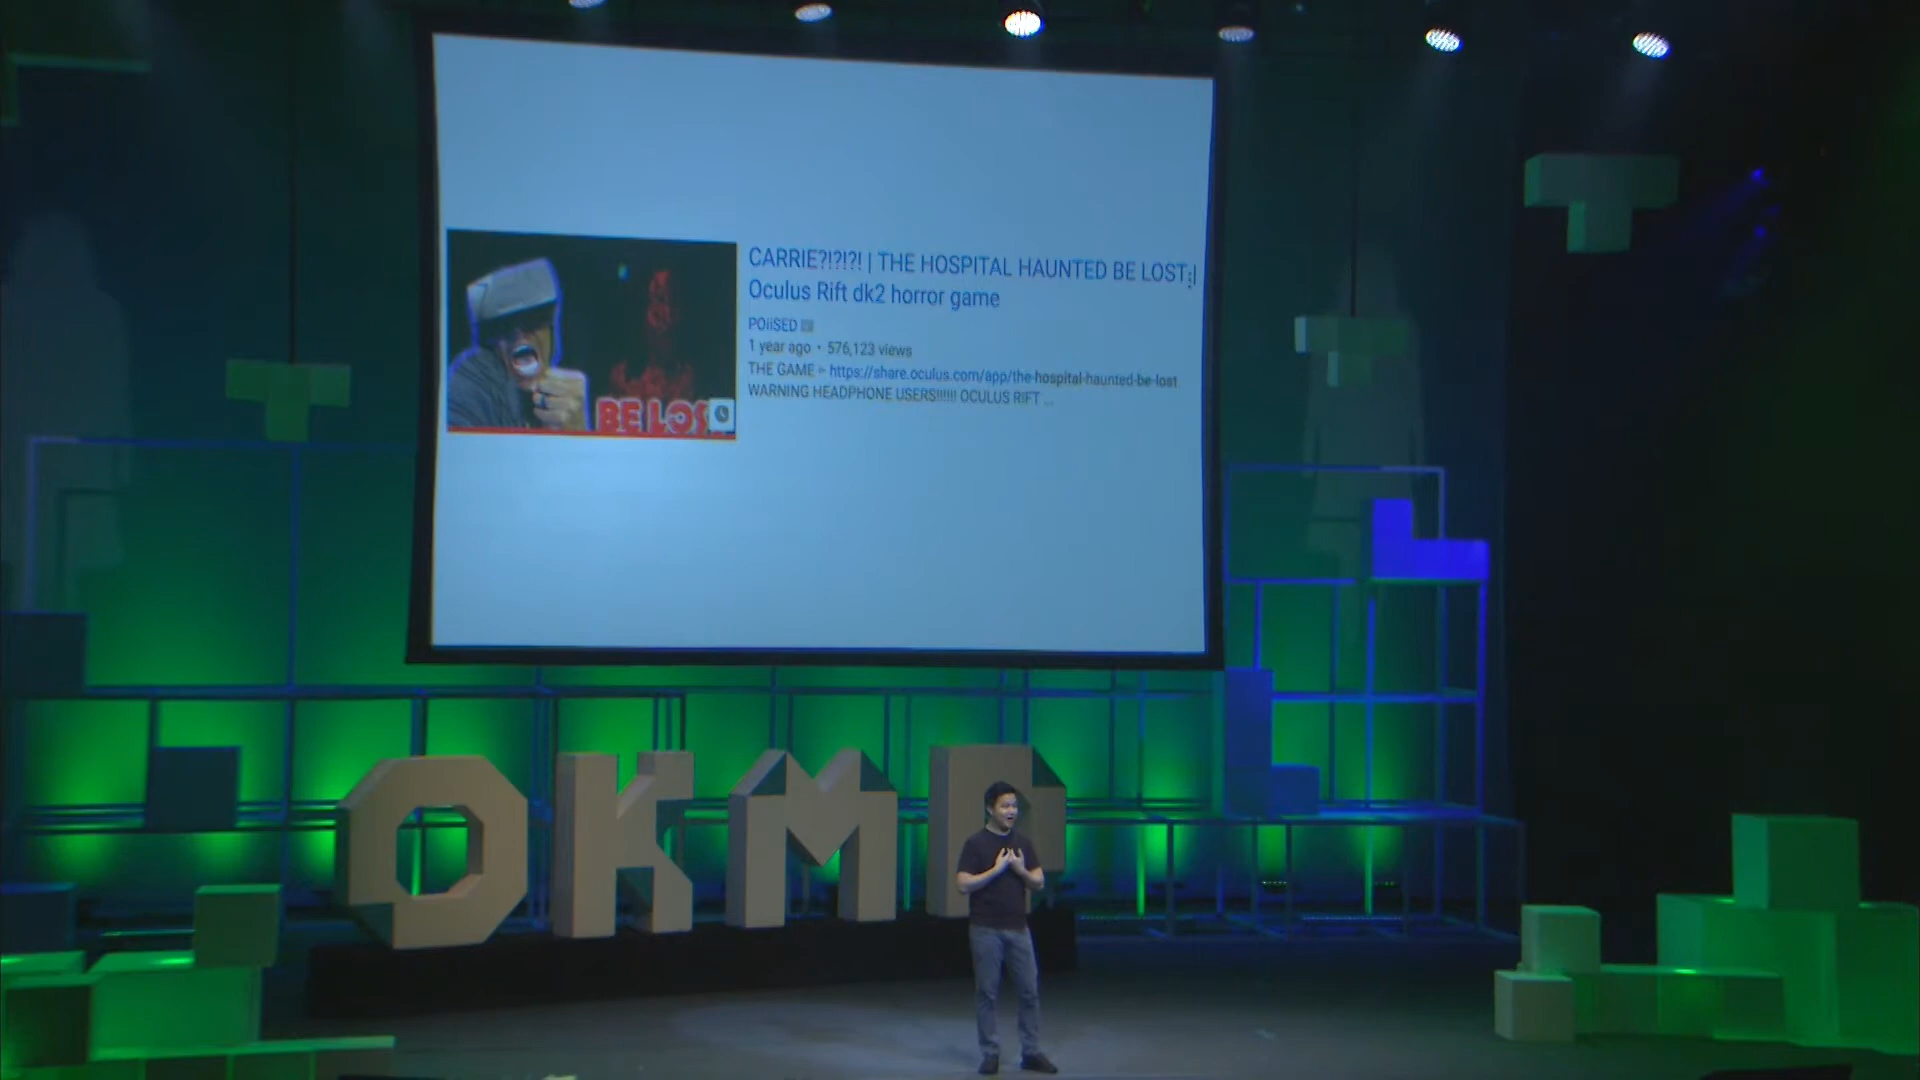 CARRIE?!?!?! | THE HOSPITAL HAUNTED BE LOST;|
Oculus Rift dk2 horror game
POiiSED
1 year ago • 576,123 views
THE GAME ▻ https://share.oculus.com/app/the-hospital-haunted-be-lost
WARNING HEADPHONE USERS!!!!!! OCULUS RIFT ...
BE LOS
OKMD